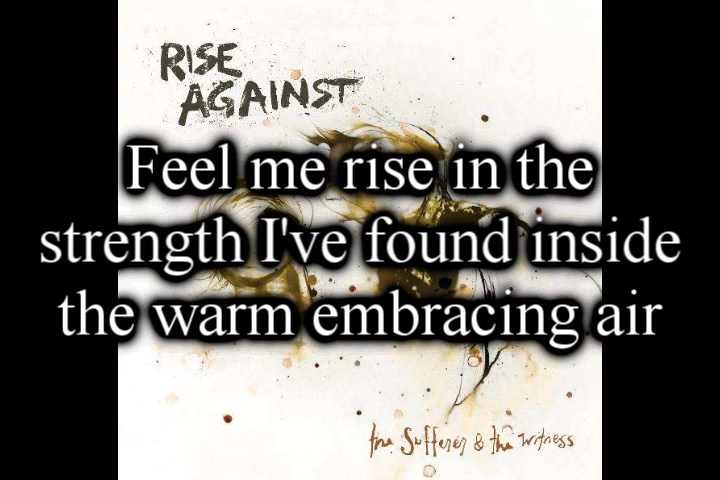 RISE
AGAINST
Feel me rise in the
strength I've found inside
the warm embracing air
the Sufferer & the Witness